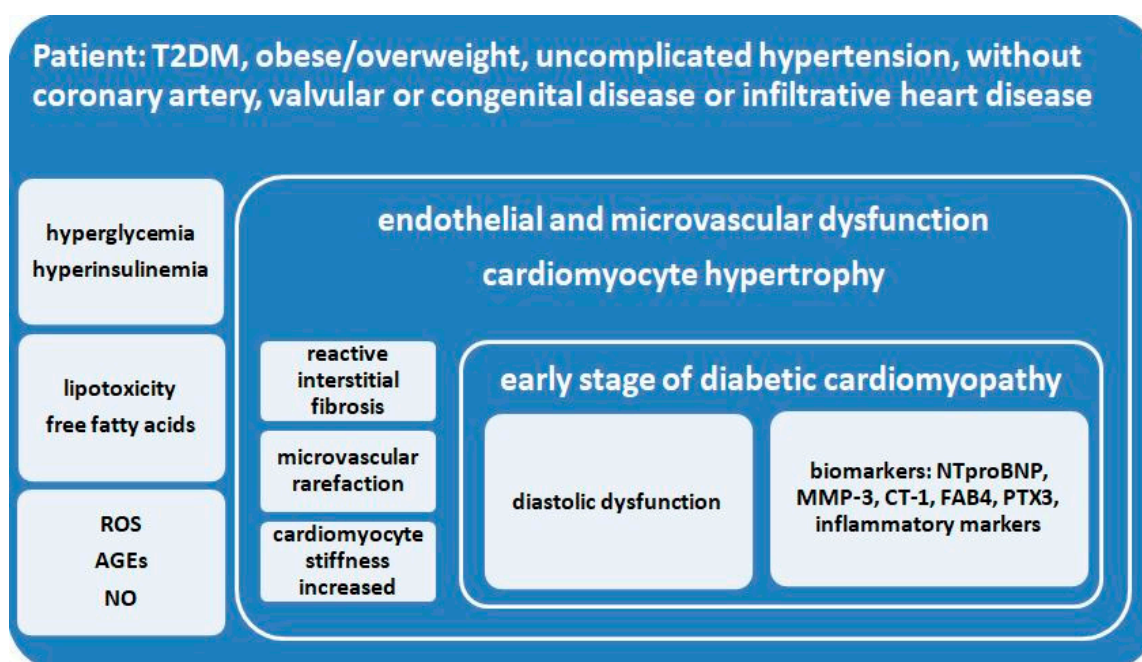 Patient: T2DM, obese/overweight, uncomplicated hypertension, without
coronary artery, valvular or congenital disease or infiltrative heart disease
hyperglycemia
hyperinsulinemia
lipotoxicity
free fatty acids
ROS
AGEs
NO
endothelial and microvascular dysfunction
cardiomyocyte hypertrophy
reactive
interstitial
fibrosis
microvascular
rarefaction
cardiomyocyte
stiffness
increased
early stage of diabetic cardiomyopathy
diastolic dysfunction
biomarkers: NTproBNP,
MMP-3, CT-1, FAB4, PTX3,
inflammatory markers